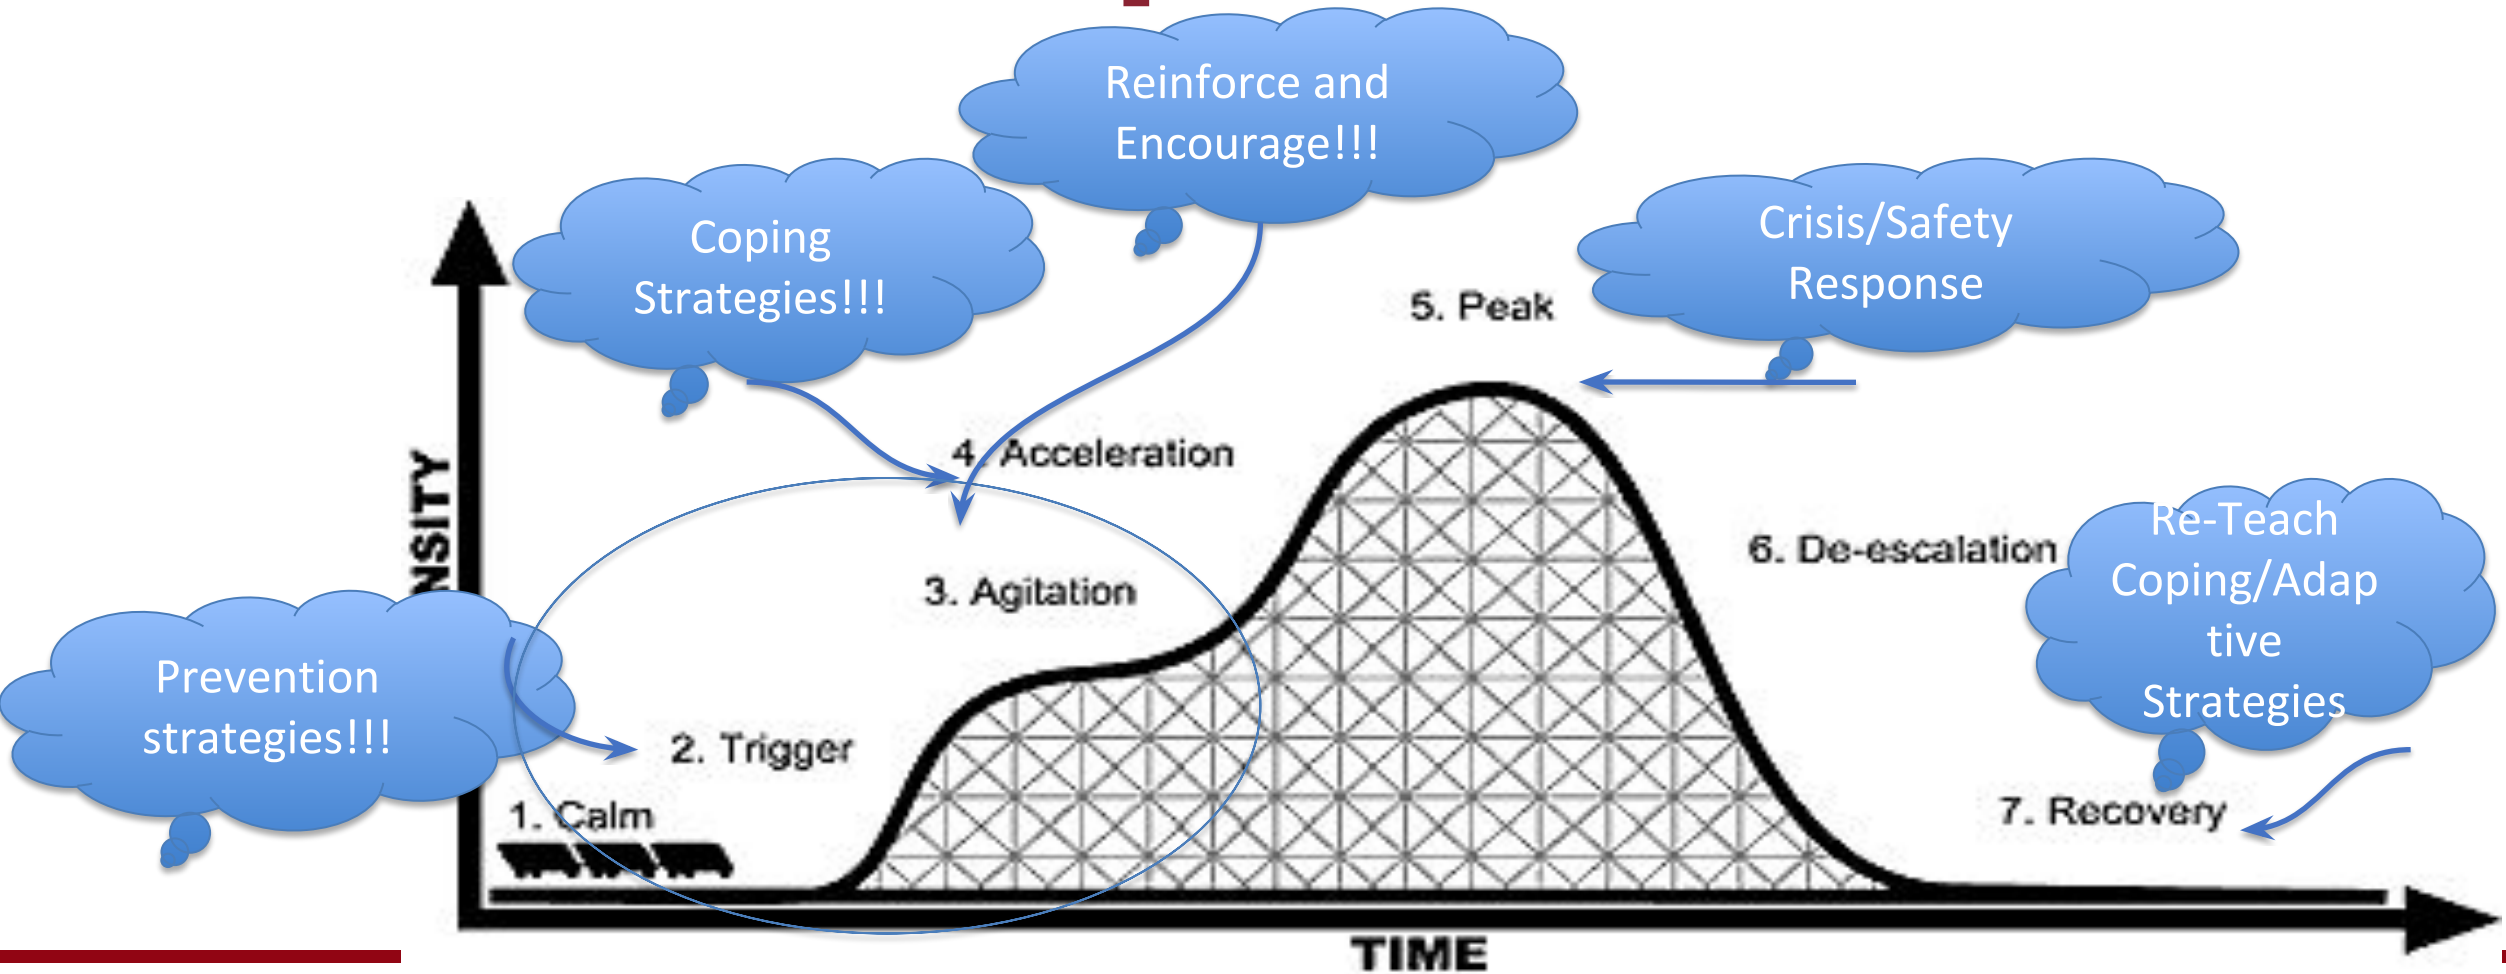 Reinforce and
Encourage!!!
Coping
Strategies!!!
Crisis/Safety
Response
5. Peak
4. Acceleration
NSITY
Re-Teach
Coping/Adap
tive
Strategies
6. De-escalation
3. Agitation
Prevention
strategies!!!
2. Trigger
1. Calm
7. Recovery
TIME